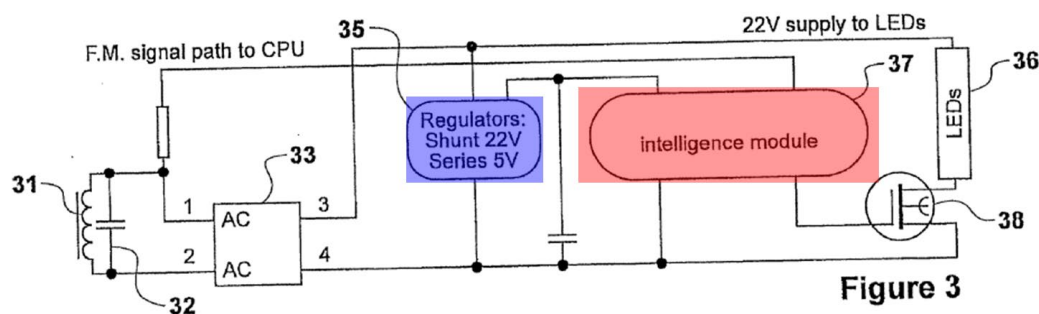 35
22V supply to LEDs
F.M. signal path to CPU
37
36
Regulators:
Shunt 22V
Series 5V
intelligence module
LEDs
33
31
1
AC
3
38
2
AC
4
32
Figure 3